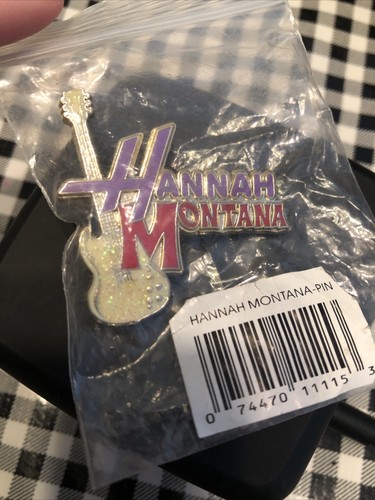 HANNAH
MONTANA
HANNAH MONTANA-PIN
0 74470 11115 3